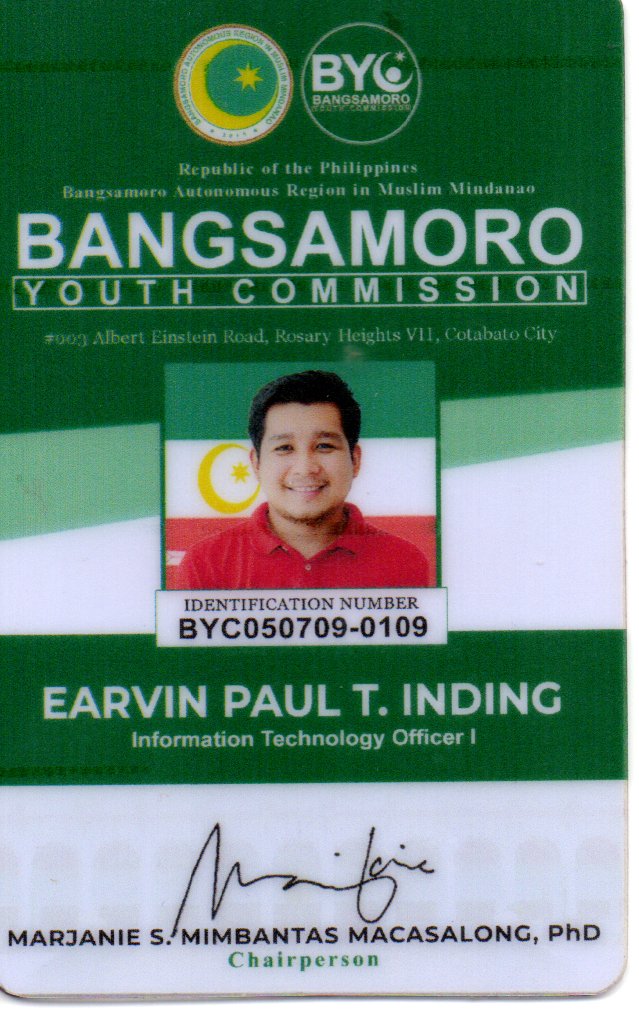 BANGSAMORO AUTONOMOUS REGION IN MUSLIM MINDANAO
2019
BYC
BANGSAMORO
YOUTH COMMISSION
Republic of the Philippines
Bangsamoro Autonomous Region in Muslim Mindanao
BANGSAMORO
YOUTH COMMISSION
#003 Albert Einstein Road, Rosary Heights VII, Cotabato City
IDENTIFICATION NUMBER
BYC050709-0109
EARVIN PAUL T. INDING
Information Technology Officer I
MARJANIE S. MIMBANTAS MACASALONG, PhD
Chairperson